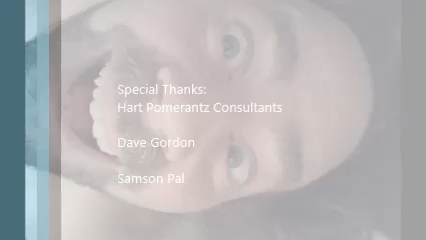 Special Thanks:
Hart Pomerantz Consultants
Dave Gordon
Samson Pal